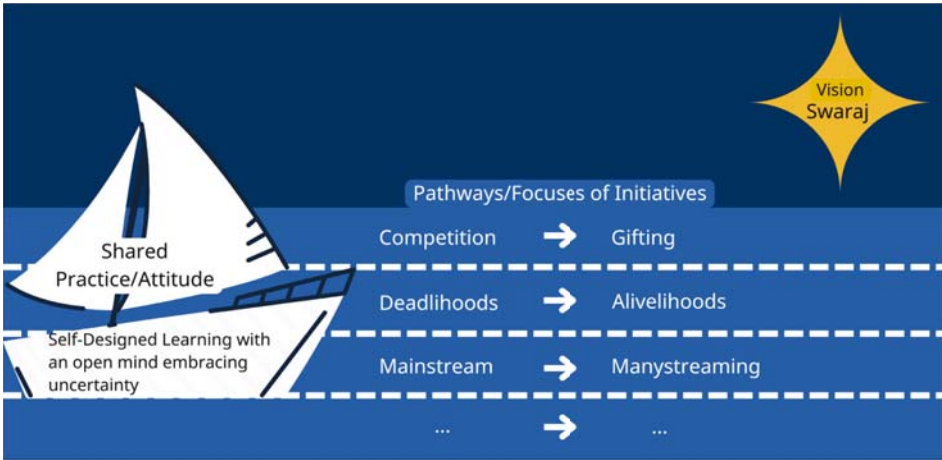 Vision
Swaraj
Pathways/Focuses of Initiatives
Shared
Practice/Attitude
Self-Designed Learning with
an open mind embracing
uncertainty
Competition → Gifting
Deadlihoods → Alivelihoods
Mainstream → Manystreaming
... → ...